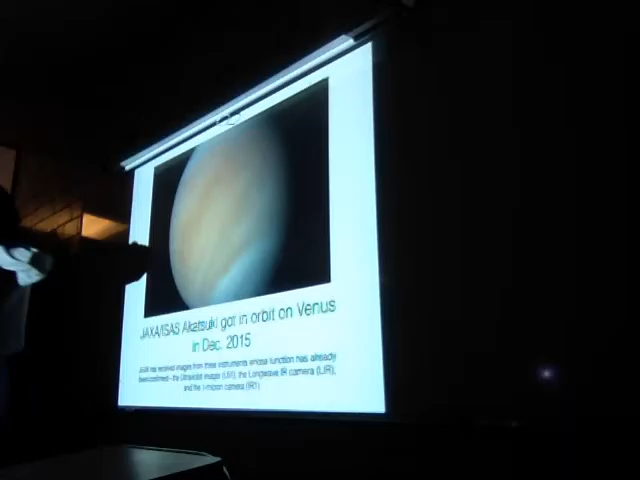 JAXA/ISAS Akatsuki got in orbit on Venus
in Dec. 2015
JAXA has received images from three instruments whose function has already
been confirmed - the Ultraviolet Imager (UVI), the Longwave IR camera (LIR),
and the 1-micron camera (IR1)